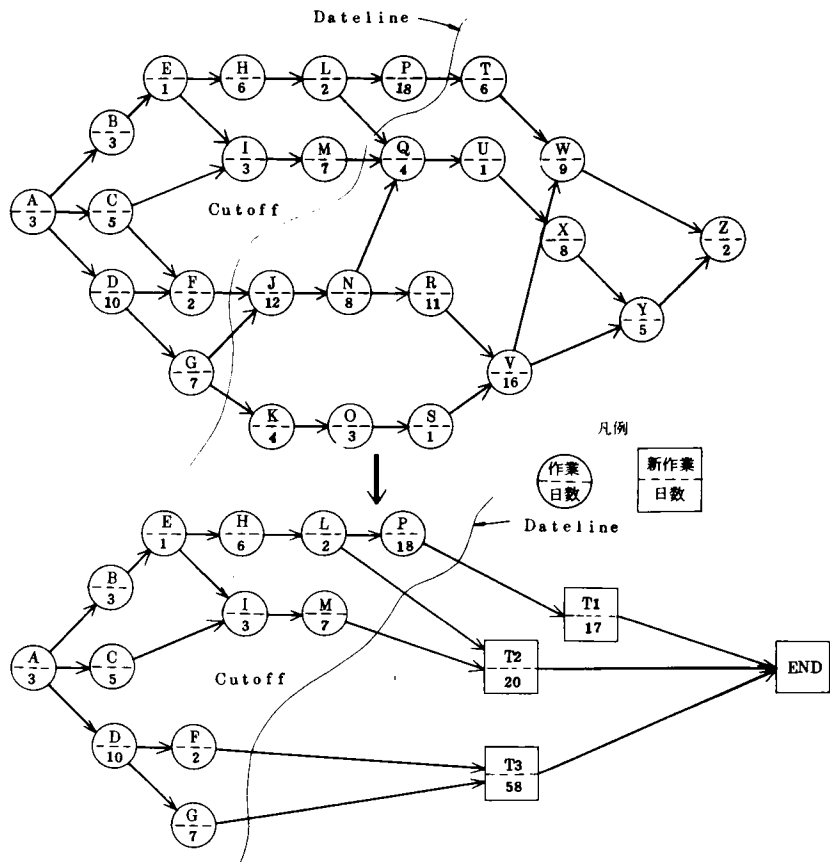 Dateline
E
1
H
6
L
2
P
18
T
6
B
3
I
3
M
7
Q
4
U
1
W
9
A
3
C
5
Cutoff
X
8
Z
2
D
10
F
2
J
12
N
8
R
11
Y
5
G
7
V
16
K
4
O
3
S
1
凡例
作業
日数
新作業
日数
Dateline
E
1
H
6
L
2
P
18
B
3
I
3
M
7
T1
17
A
3
C
5
Cutoff
T2
20
END
D
10
F
2
T3
58
G
7